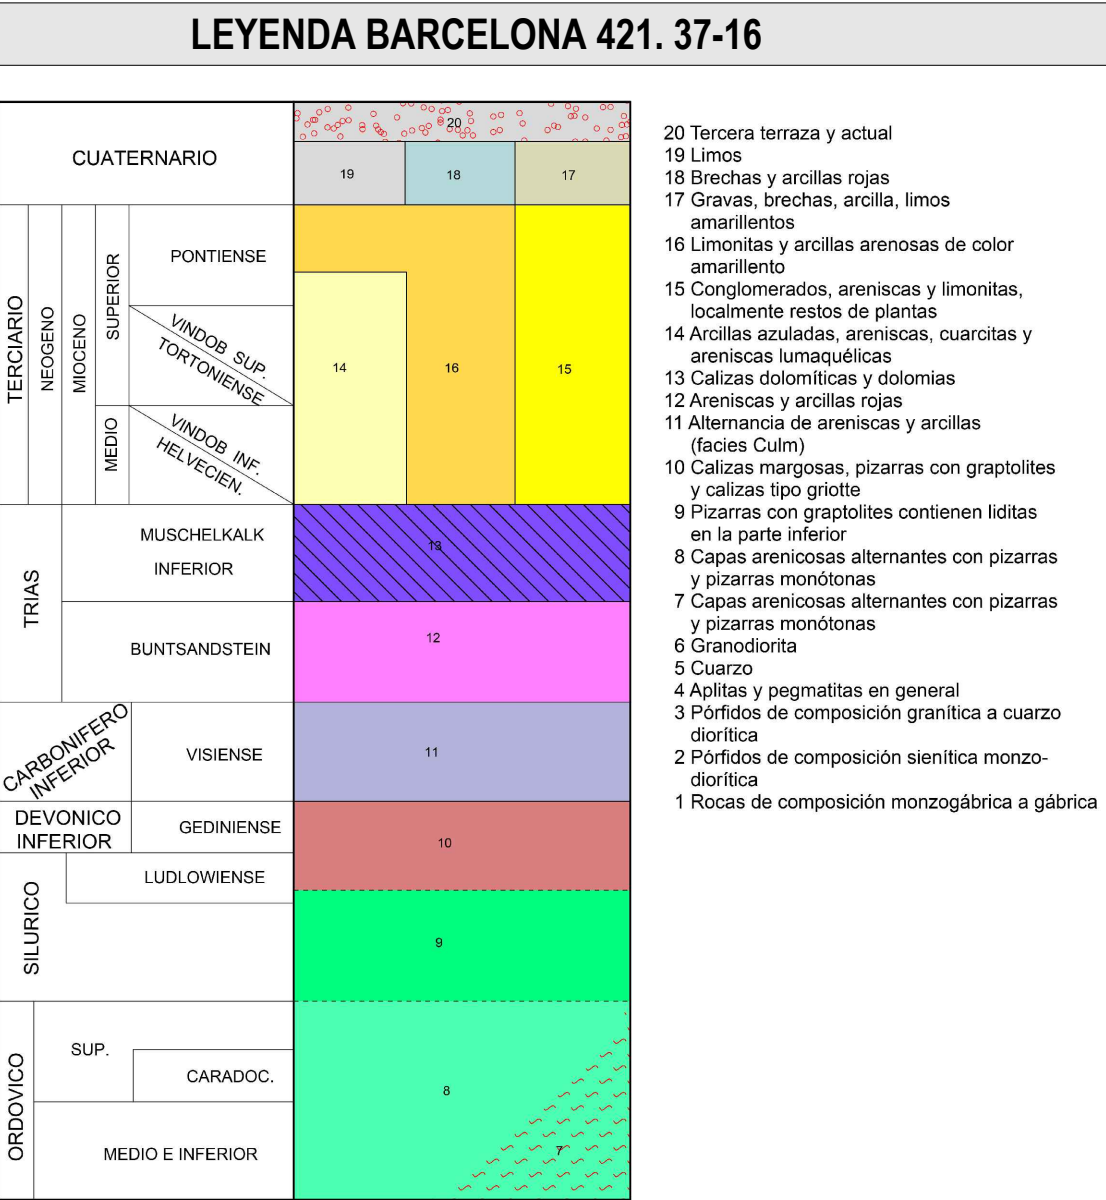 LEYENDA BARCELONA 421. 37-16
CUATERNARIO
TERCIARIO
NEOGENO
MIOCENO
SUPERIOR
PONTIENSE
VINDOB SUP.
TORTONIENSE
MEDIO
VINDOB INF.
HELVECIEN.
TRIAS
MUSCHELKALK
INFERIOR
BUNTSANDSTEIN
CARBONIFERO
INFERIOR
VISIENSE
DEVONICO
INFERIOR
GEDINIENSE
SILURICO
LUDLOWIENSE
ORDOVICO
SUP.
CARADOC.
MEDIO E INFERIOR
20
19
18
17
14
16
15
13
12
11
10
9
8
7
20 Tercera terraza y actual
19 Limos
18 Brechas y arcillas rojas
17 Gravas, brechas, arcilla, limos
amarillentos
16 Limonitas y arcillas arenosas de color
amarillento
15 Conglomerados, areniscas y limonitas,
localmente restos de plantas
14 Arcillas azuladas, areniscas, cuarcitas y
areniscas lumaquélicas
13 Calizas dolomíticas y dolomias
12 Areniscas y arcillas rojas
11 Alternancia de areniscas y arcillas
(facies Culm)
10 Calizas margosas, pizarras con graptolites
y calizas tipo griotte
9 Pizarras con graptolites contienen liditas
en la parte inferior
8 Capas arenicosas alternantes con pizarras
y pizarras monótonas
7 Capas arenicosas alternantes con pizarras
y pizarras monótonas
6 Granodiorita
5 Cuarzo
4 Aplitas y pegmatitas en general
3 Pórfidos de composición granítica a cuarzo
diorítica
2 Pórfidos de composición sienítica monzo-
diorítica
1 Rocas de composición monzogábrica a gábrica